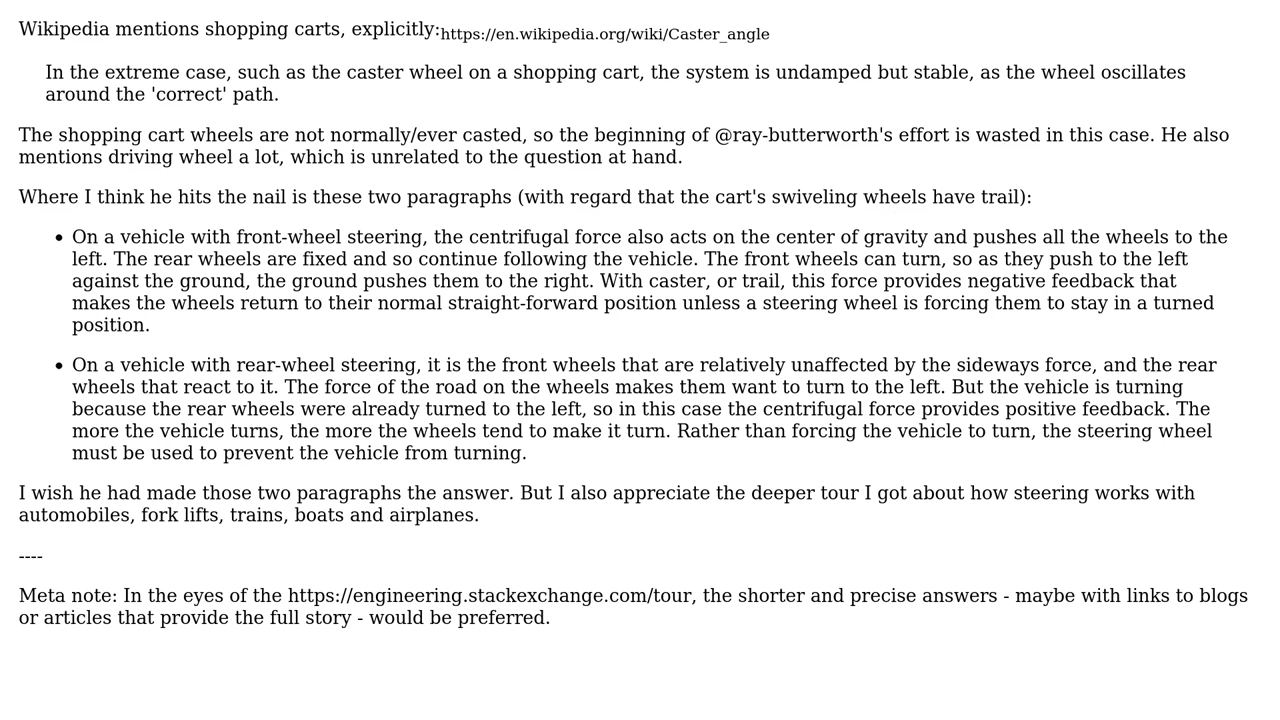 Wikipedia mentions shopping carts, explicitly:https://en.wikipedia.org/wiki/Caster_angle
In the extreme case, such as the caster wheel on a shopping cart, the system is undamped but stable, as the wheel oscillates
around the 'correct' path.
The shopping cart wheels are not normally/ever casted, so the beginning of @ray-butterworth's effort is wasted in this case. He also
mentions driving wheel a lot, which is unrelated to the question at hand.
Where I think he hits the nail is these two paragraphs (with regard that the cart's swiveling wheels have trail):
• On a vehicle with front-wheel steering, the centrifugal force also acts on the center of gravity and pushes all the wheels to the
left. The rear wheels are fixed and so continue following the vehicle. The front wheels can turn, so as they push to the left
against the ground, the ground pushes them to the right. With caster, or trail, this force provides negative feedback that
makes the wheels return to their normal straight-forward position unless a steering wheel is forcing them to stay in a turned
position.
• On a vehicle with rear-wheel steering, it is the front wheels that are relatively unaffected by the sideways force, and the rear
wheels that react to it. The force of the road on the wheels makes them want to turn to the left. But the vehicle is turning
because the rear wheels were already turned to the left, so in this case the centrifugal force provides positive feedback. The
more the vehicle turns, the more the wheels tend to make it turn. Rather than forcing the vehicle to turn, the steering wheel
must be used to prevent the vehicle from turning.
I wish he had made those two paragraphs the answer. But I also appreciate the deeper tour I got about how steering works with
automobiles, fork lifts, trains, boats and airplanes.
----
Meta note: In the eyes of the https://engineering.stackexchange.com/tour, the shorter and precise answers - maybe with links to blogs
or articles that provide the full story - would be preferred.